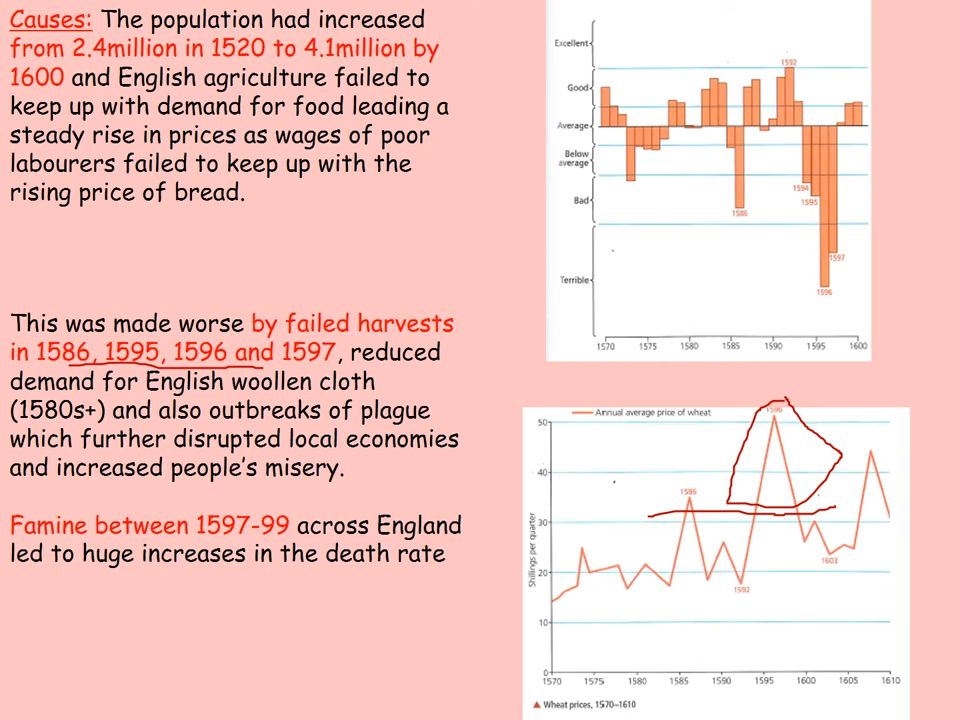 Causes: The population had increased
from 2.4million in 1520 to 4.1million by
1600 and English agriculture failed to
keep up with demand for food leading a
steady rise in prices as wages of poor
labourers failed to keep up with the
rising price of bread.
This was made worse by failed harvests
in 1586, 1595, 1596 and 1597, reduced
demand for English woollen cloth
(1580s+) and also outbreaks of plague
which further disrupted local economies
and increased people's misery.
Famine between 1597-99 across England
led to huge increases in the death rate
Excellent
1592
Good
Average
Below
average
1594
Bad
1595
1586
1597
Terrible
1596
1570 1575 1580 1585 1590 1595 1600
Annual average price of wheat
1596
50
40
1586
30
Shillings per quarter
1603
20
1592
10
0
1570 1575 1580 1585 1590 1595 1600 1605 1610
▲ Wheat prices, 1570–1610